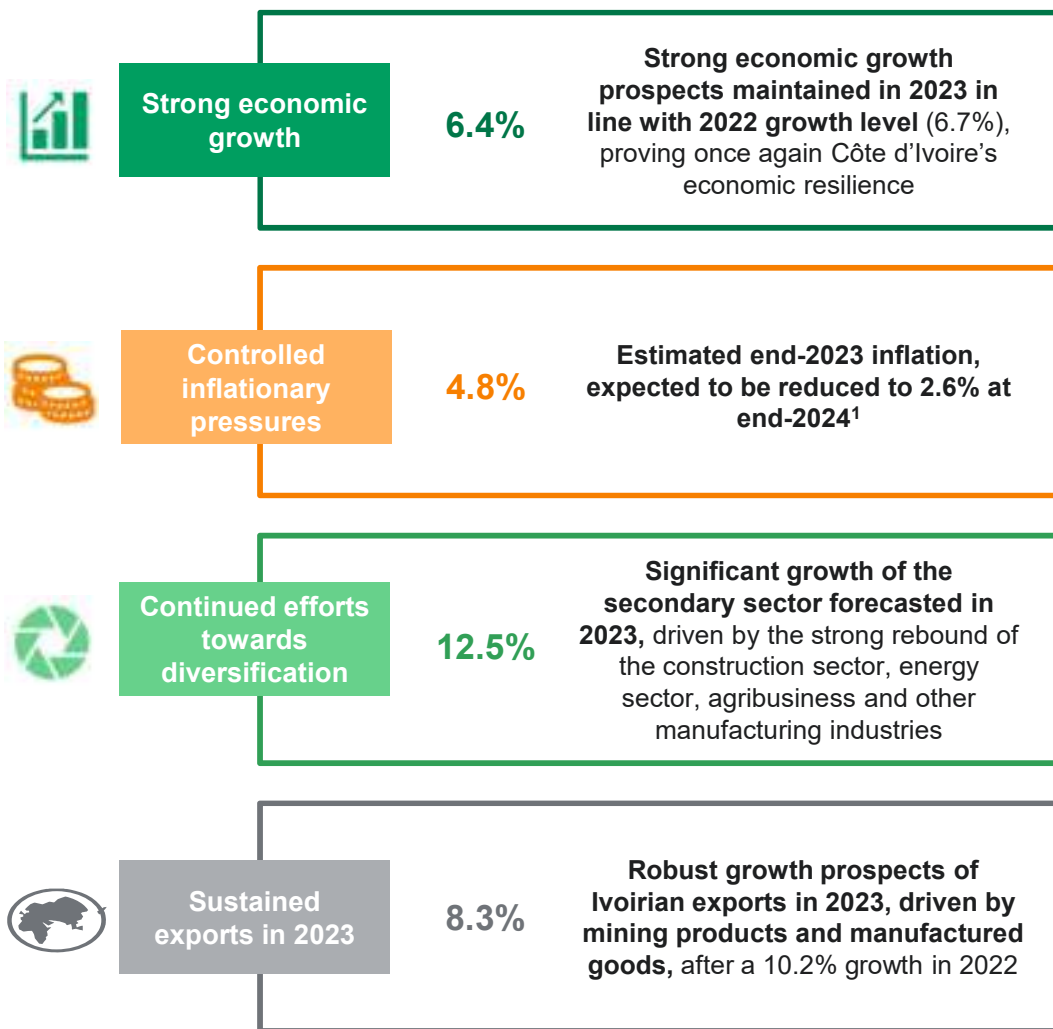 Strong economic
growth
6.4%
Strong economic growth
prospects maintained in 2023 in
line with 2022 growth level (6.7%),
proving once again Côte d’Ivoire’s
economic resilience
Controlled
inflationary
pressures
4.8%
Estimated end-2023 inflation,
expected to be reduced to 2.6% at
end-2024¹
Continued efforts
towards
diversification
12.5%
Significant growth of the
secondary sector forecasted in
2023, driven by the strong rebound of
the construction sector, energy
sector, agribusiness and other
manufacturing industries
Sustained
exports in 2023
8.3%
Robust growth prospects of
Ivoirian exports in 2023, driven by
mining products and manufactured
goods, after a 10.2% growth in 2022